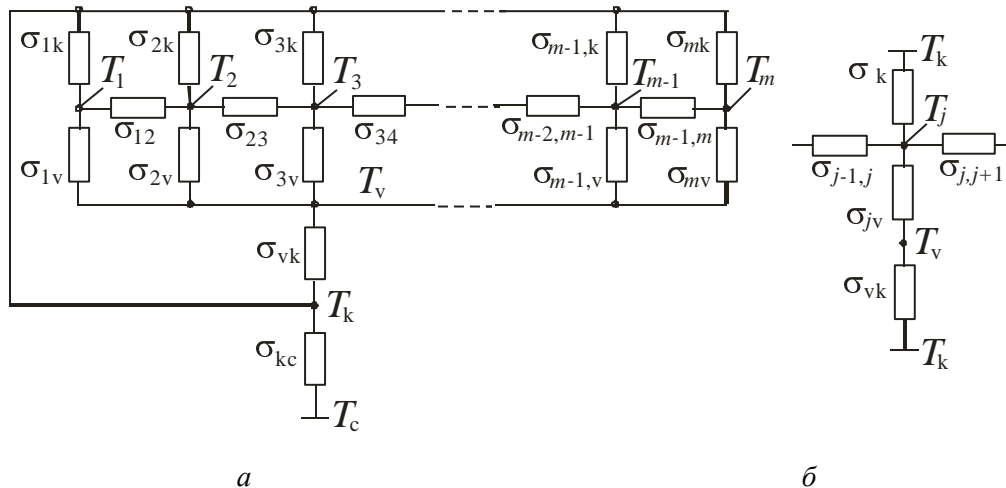 σ1k σ2k σ3k σm-1,k σmk
T1 T2 T3 Tm-1 Tm
σ12 σ23 σ34 σm-2,m-1 σm-1,m
σ1v σ2v σ3v Tv σm-1,v σmv
σvk
Tk
σkc
Tc
а
Tk
σ k
Tj
σj-1,j σj,j+1
σjv
Tv
σvk
Tk
б